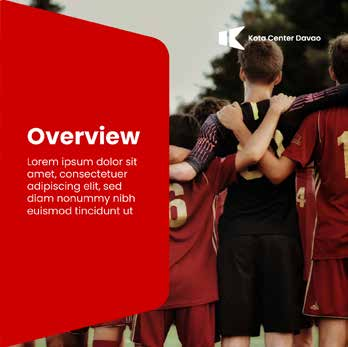 Kota Center Davao
Overview
Lorem ipsum dolor sit
amet, consectetuer
adipiscing elit, sed
diam nonummy nibh
euismod tincidunt ut
6